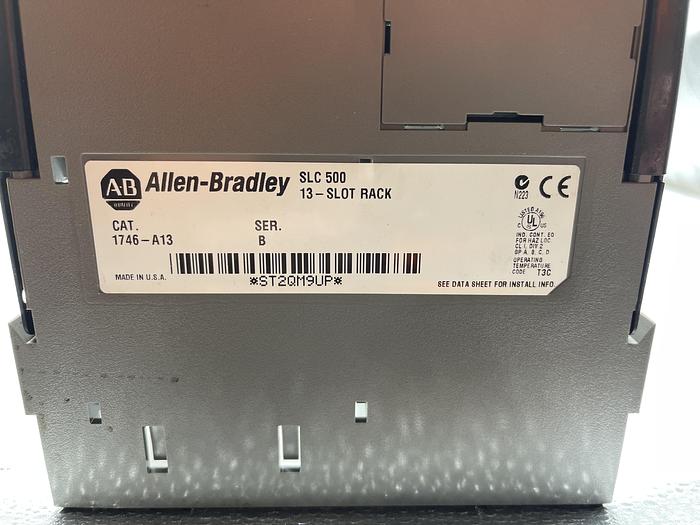 AB
QUALITY
Allen-Bradley
SLC 500
13-SLOT RACK
CAT.
1746-A13
SER.
B
MADE IN U.S.A.
*ST2QM9UP*
N223
CE
C UL US
IND. CONT. EQ
FOR HAZ LOC
CL I, DIV 2
GP A, B, C, D
OPERATING
TEMPERATURE
CODE T3C
SEE DATA SHEET FOR INSTALL INFO.